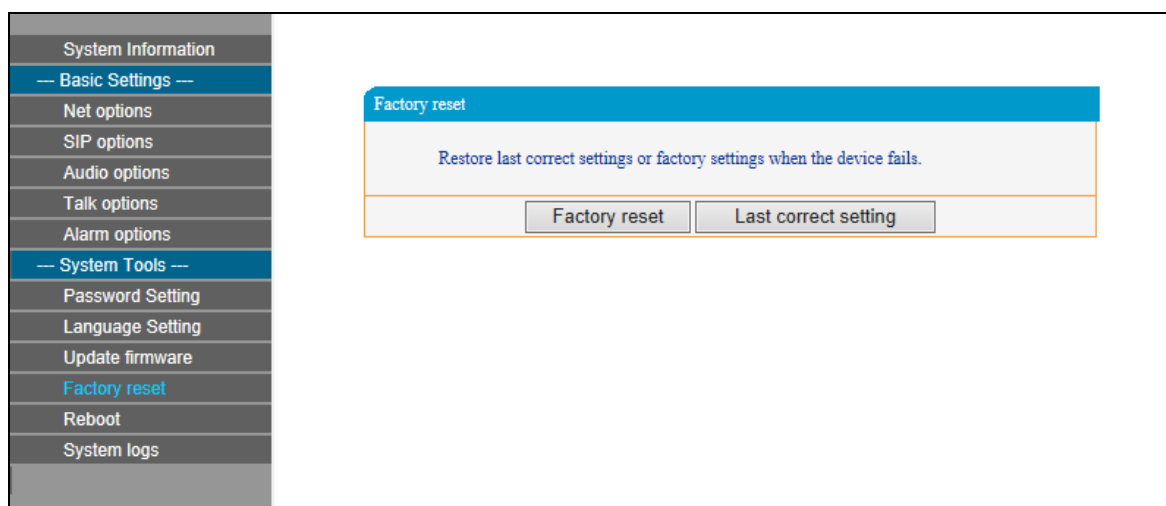 System Information
--- Basic Settings ---
Net options
SIP options
Audio options
Talk options
Alarm options
--- System Tools ---
Password Setting
Language Setting
Update firmware
Factory reset
Reboot
System logs
Factory reset
Restore last correct settings or factory settings when the device fails.
Factory reset
Last correct setting